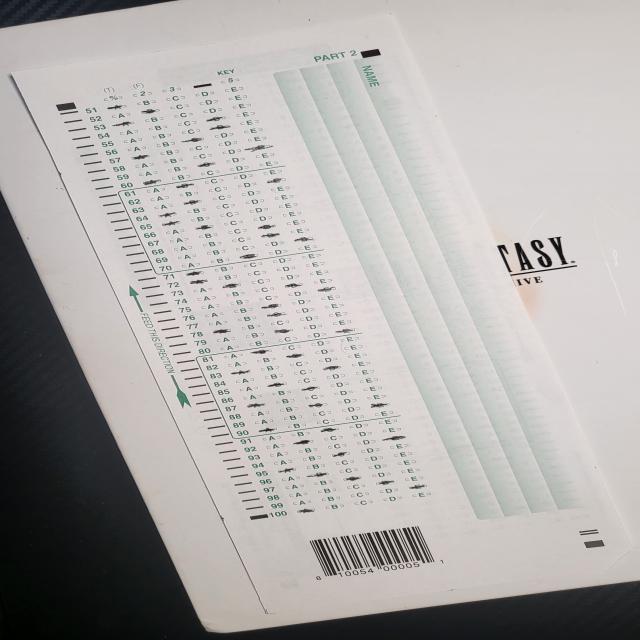 PART 2
NAME
KEY
(T) (F)
% 2 3 5
51 B C D E
52 A C D E
53 B C D E
54 A B C E
55 A B C E
56 A B D E
57 A B C D
58 B C D E
59 A B D E
60 B C D E
61 A C D E
62 A B C D
63 A C D E
64 B C D E
65 B C D E
66 A C D E
67 A B C E
68 A B C E
69 A B C D
70 A B D E
71 B C D E
72 B C D E
73 A C D E
74 A B D E
75 A B C D
76 A B D E
77 A B C E
78 B C D E
79 A B C D
80 A C D E
81 A C D E
82 A B D E
83 B C D E
84 A B C E
85 A C D E
86 A B D E
87 B C D E
88 A B C D
89 A B D E
90 B C D E
91 A B D E
92 A C D E
93 A B C D
94 A B D E
95 B C D E
96 A C D E
97 A B C E
98 A B D E
99 A B C D
100 B C D E
FEED THIS DIRECTION
8 10054 00005 1
TASY.
IVE